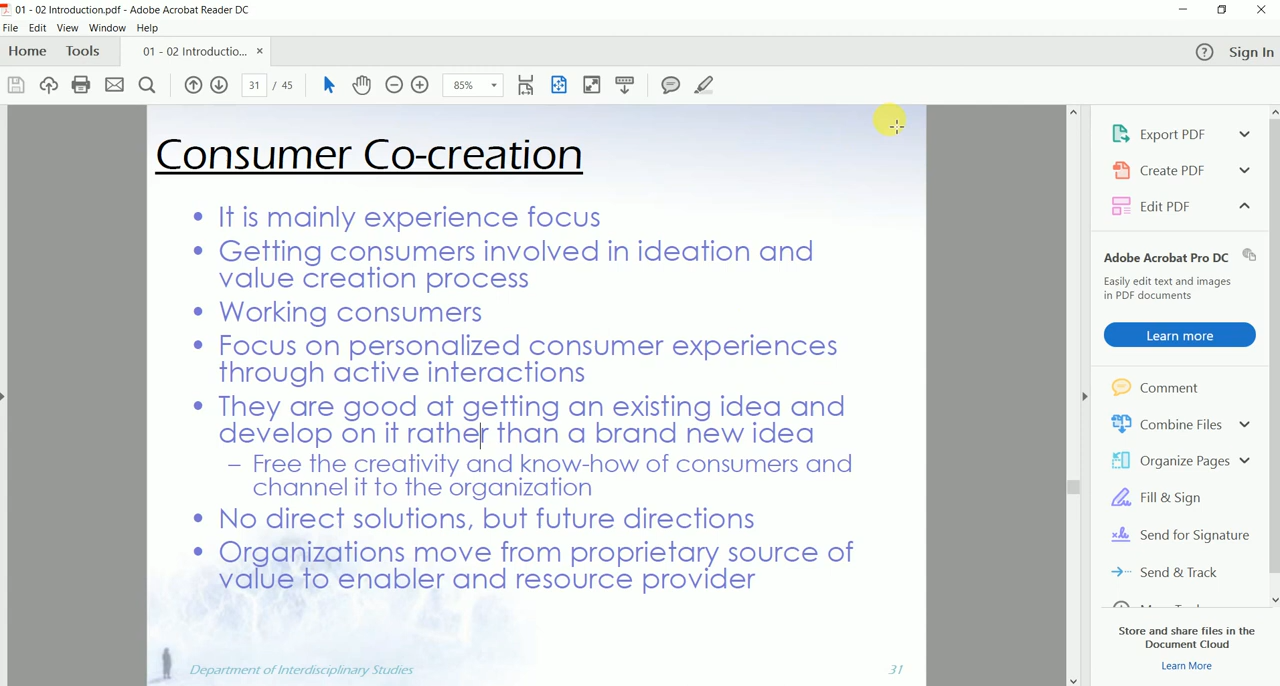 01 - 02 Introduction.pdf - Adobe Acrobat Reader DC
File Edit View Window Help
Home Tools 01 - 02 Introductio... × ? Sign In
31 / 45 85%
Consumer Co-creation
• It is mainly experience focus
• Getting consumers involved in ideation and
value creation process
• Working consumers
• Focus on personalized consumer experiences
through active interactions
• They are good at getting an existing idea and
develop on it rather than a brand new idea
– Free the creativity and know-how of consumers and
channel it to the organization
• No direct solutions, but future directions
• Organizations move from proprietary source of
value to enabler and resource provider
Department of Interdisciplinary Studies 31
Export PDF
Create PDF
Edit PDF
Adobe Acrobat Pro DC
Easily edit text and images
in PDF documents
Learn more
Comment
Combine Files
Organize Pages
Fill & Sign
Send for Signature
Send & Track
Store and share files in the
Document Cloud
Learn More